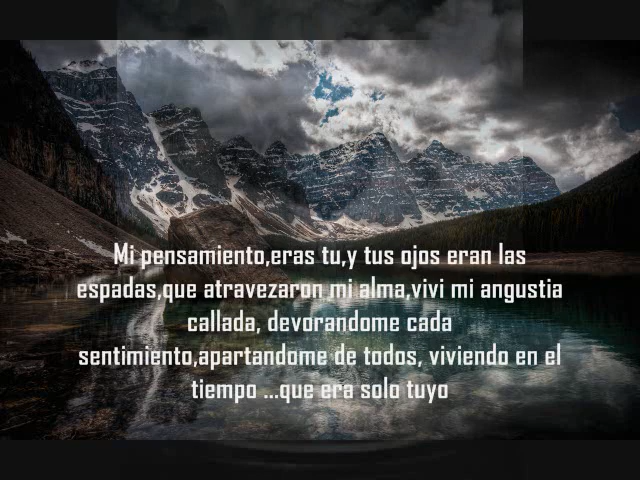 Mi pensamiento,eras tu,y tus ojos eran las
espadas,que atravezaron mi alma,vivi mi angustia
callada, devorandome cada
sentimiento,apartandome de todos, viviendo en el
tiempo ...que era solo tuyo